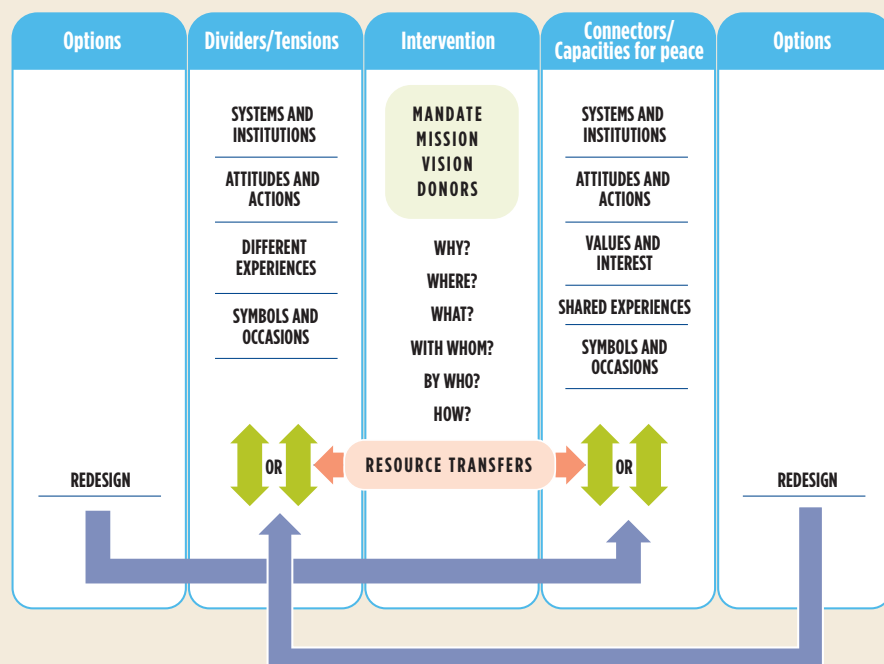 Options
Dividers/Tensions
Intervention
Connectors/
Capacities for peace
Options
SYSTEMS AND
INSTITUTIONS
ATTITUDES AND
ACTIONS
DIFFERENT
EXPERIENCES
SYMBOLS AND
OCCASIONS
OR
MANDATE
MISSION
VISION
DONORS
WHY?
WHERE?
WHAT?
WITH WHOM?
BY WHO?
HOW?
RESOURCE TRANSFERS
SYSTEMS AND
INSTITUTIONS
ATTITUDES AND
ACTIONS
VALUES AND
INTEREST
SHARED EXPERIENCES
SYMBOLS AND
OCCASIONS
OR
REDESIGN
REDESIGN